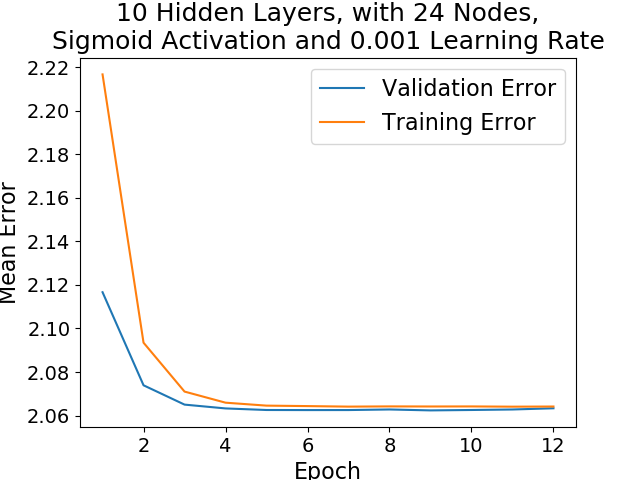 10 Hidden Layers, with 24 Nodes,
Sigmoid Activation and 0.001 Learning Rate
Validation Error
Training Error
2.22
2.20
2.18
2.16
2.14
2.12
2.10
2.08
2.06
Mean Error
2
4
6
8
10
12
Epoch